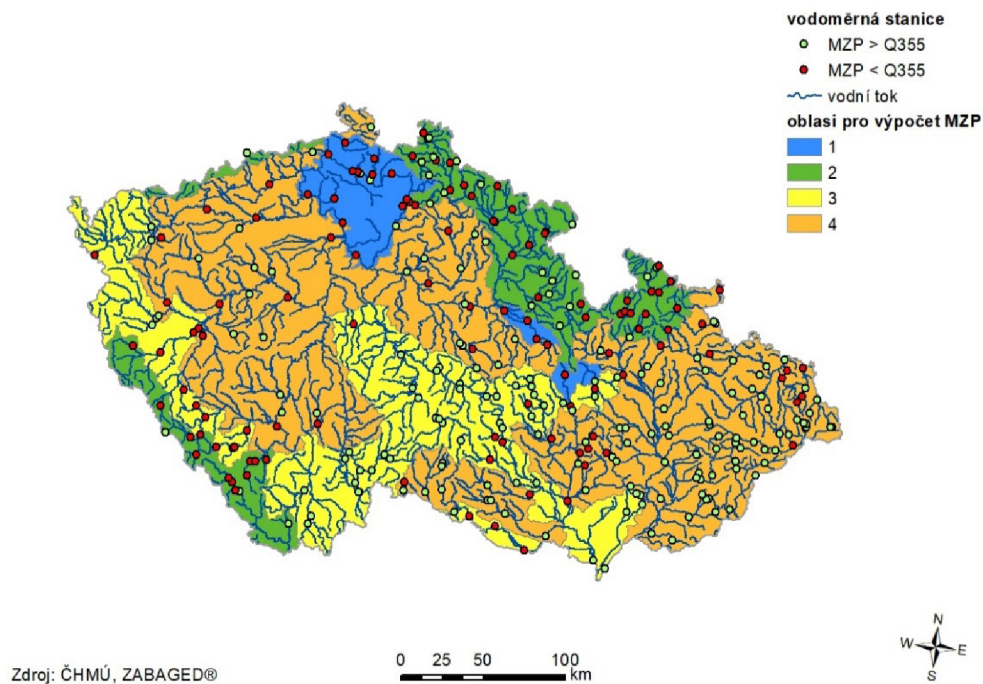 vodoměrná stanice
MZP > Q355
MZP < Q355
vodní tok
oblasi pro výpočet MZP
1
2
3
4
N
W E
S
0 25 50 100
km
Zdroj: ČHMÚ, ZABAGED®